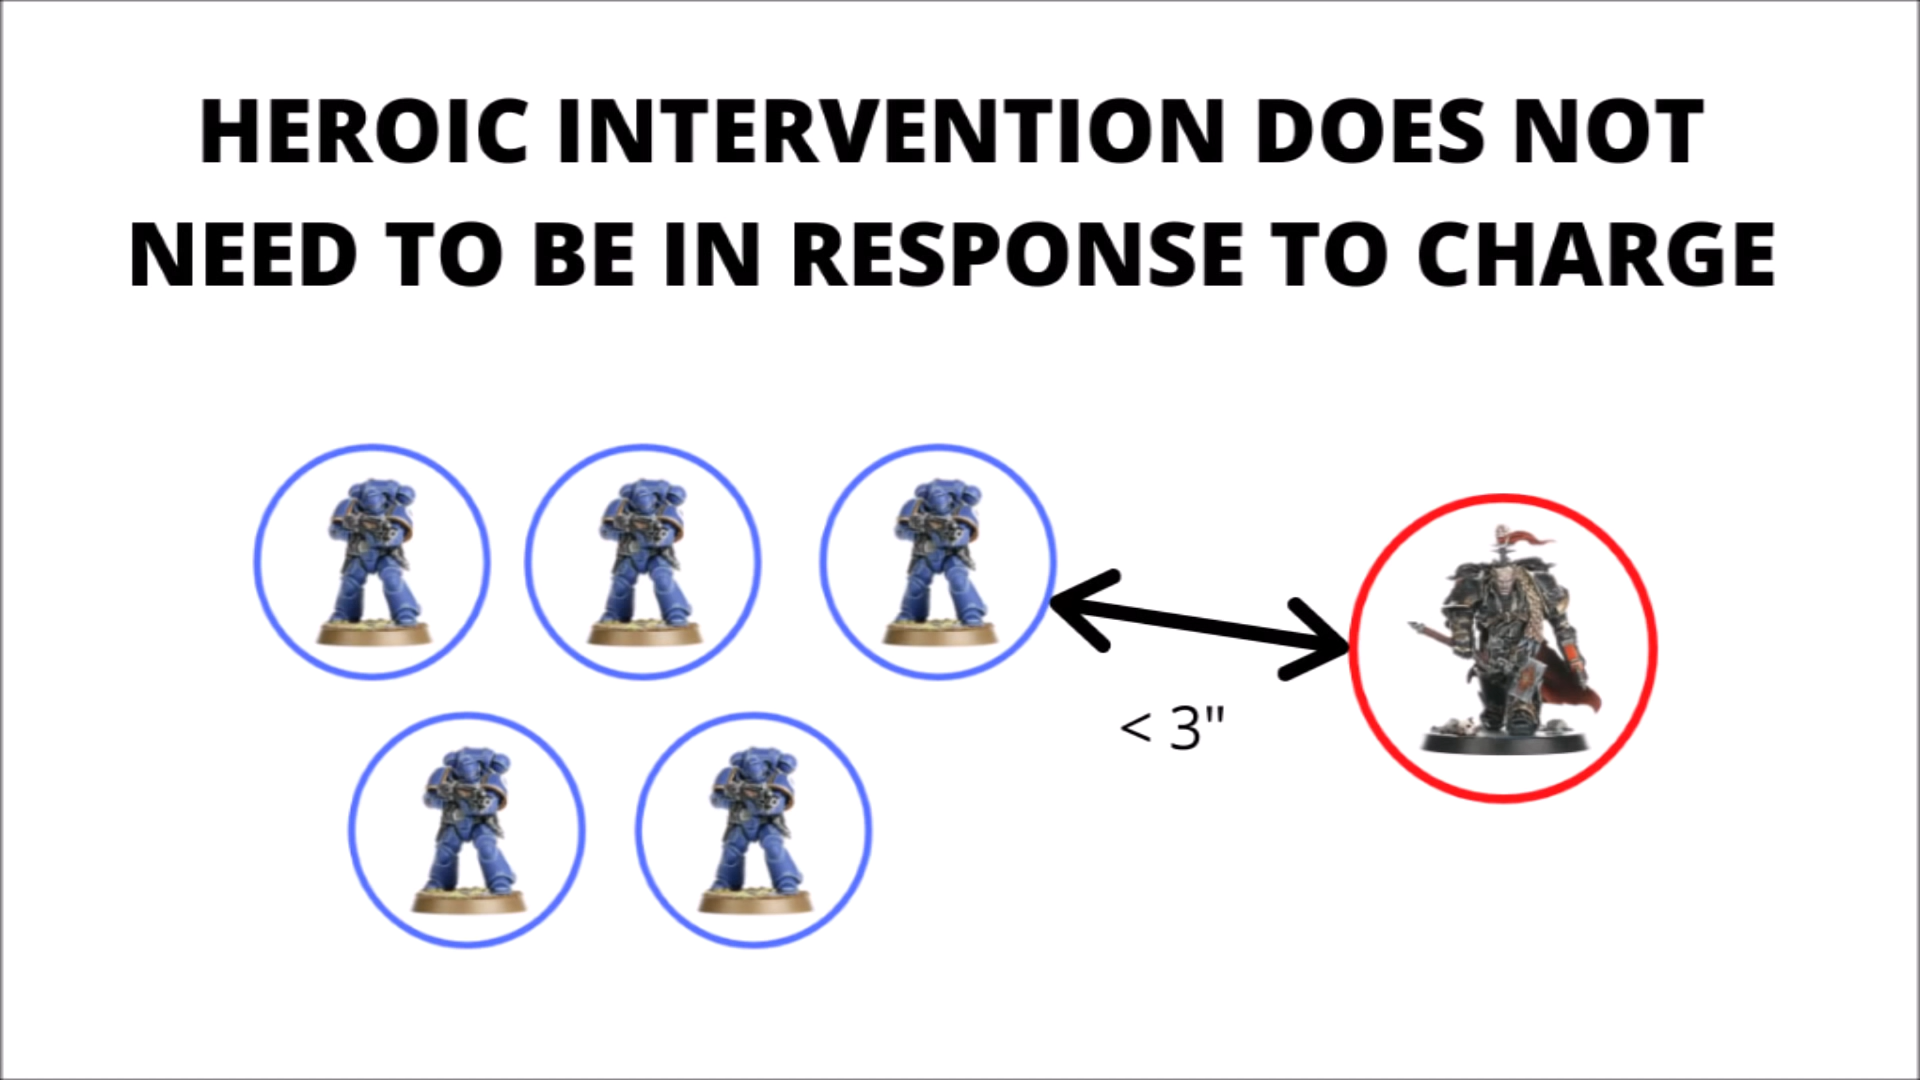 HEROIC INTERVENTION DOES NOT
NEED TO BE IN RESPONSE TO CHARGE
< 3"